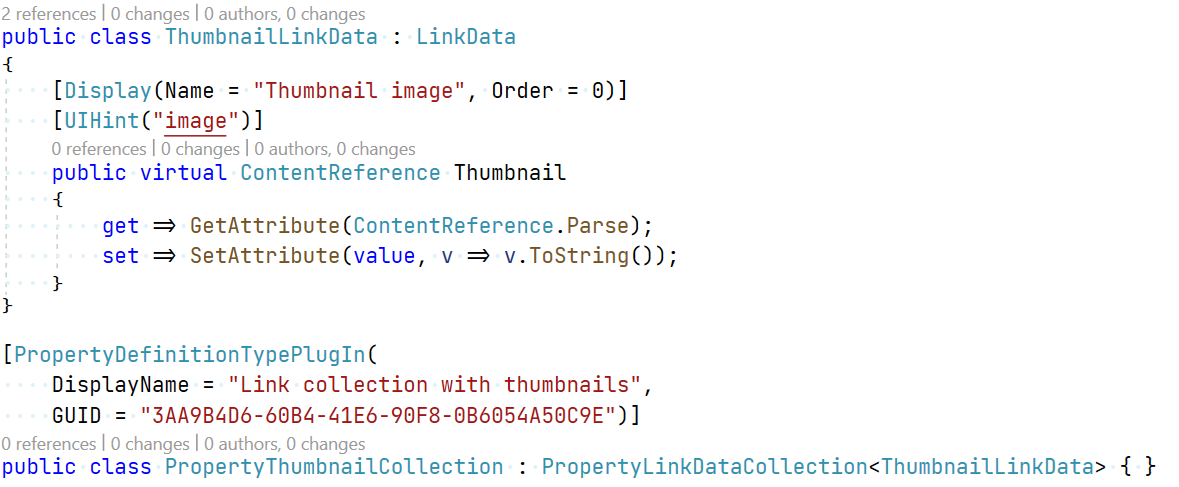 2 references | 0 changes | 0 authors, 0 changes
public class ThumbnailLinkData : LinkData
{
    [Display(Name = "Thumbnail image", Order = 0)]
    [UIHint("image")]
    0 references | 0 changes | 0 authors, 0 changes
    public virtual ContentReference Thumbnail
    {
        get => GetAttribute(ContentReference.Parse);
        set => SetAttribute(value, v => v.ToString());
    }
}
[PropertyDefinitionTypePlugIn(
    DisplayName = "Link collection with thumbnails",
    GUID = "3AA9B4D6-60B4-41E6-90F8-0B6054A50C9E")]
0 references | 0 changes | 0 authors, 0 changes
public class PropertyThumbnailCollection : PropertyLinkDataCollection<ThumbnailLinkData> { }